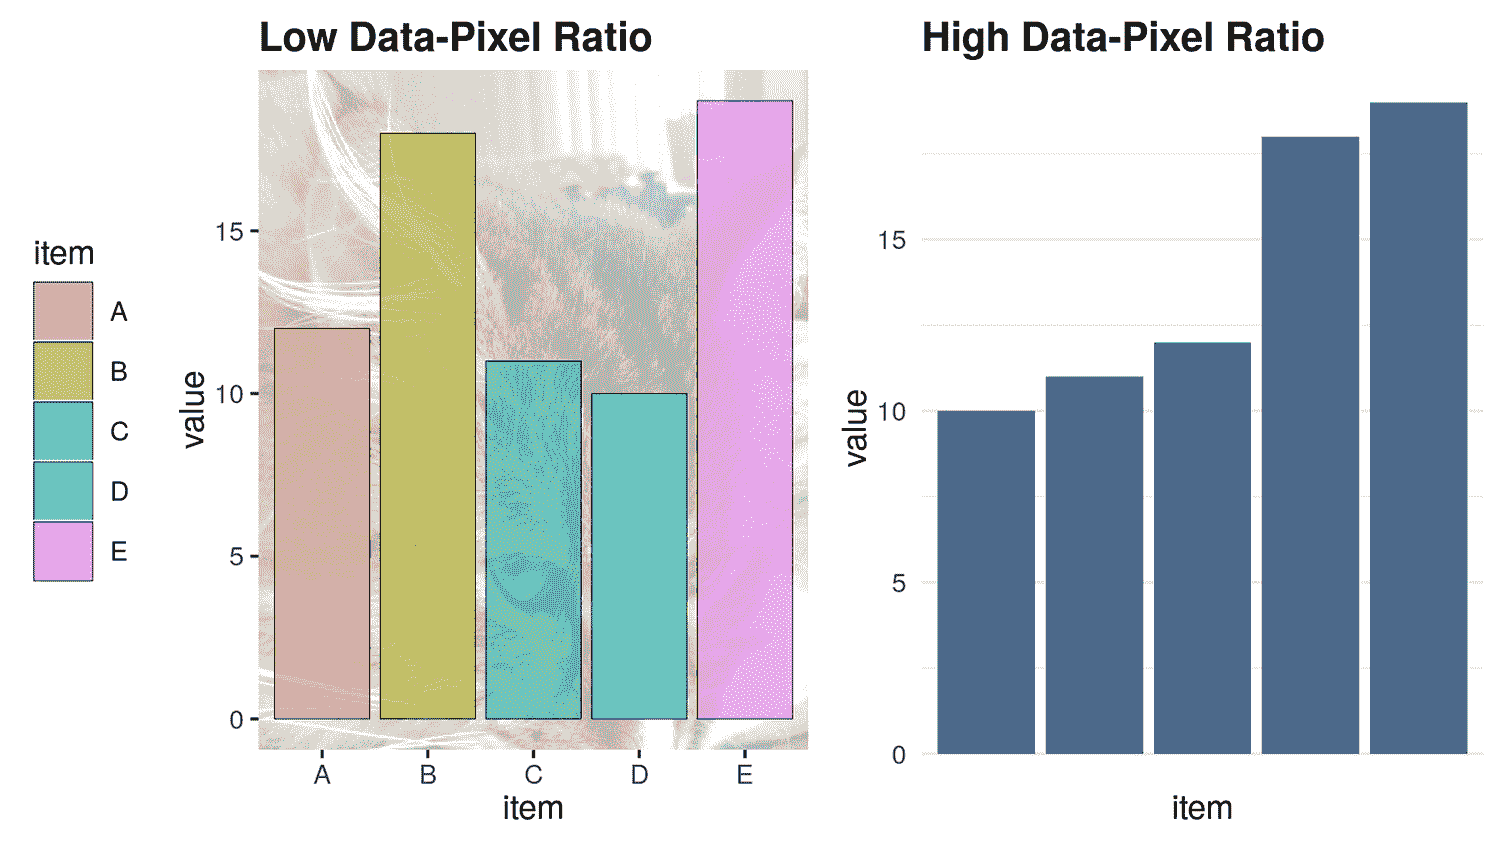 Low Data-Pixel Ratio
item
A
B
C
D
E
value
15
10
5
0
A B C D E
item
High Data-Pixel Ratio
value
15
10
5
0
item